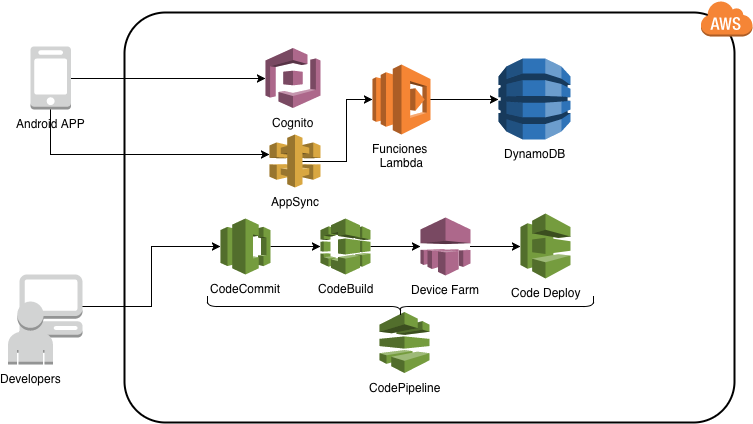 AWS
Android APP
Cognito
Funciones
Lambda
DynamoDB
AppSync
CodeCommit
CodeBuild
Device Farm
Code Deploy
Developers
CodePipeline